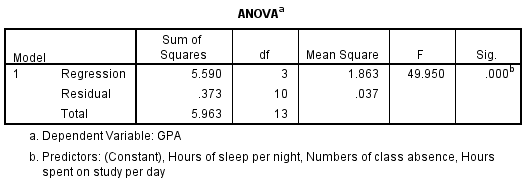 ANOVAa
Model Sum of Squares df Mean Square F Sig.
1 Regression 5.590 3 1.863 49.950 .000b
Residual .373 10 .037
Total 5.963 13
a. Dependent Variable: GPA
b. Predictors: (Constant), Hours of sleep per night, Numbers of class absence, Hours
spent on study per day